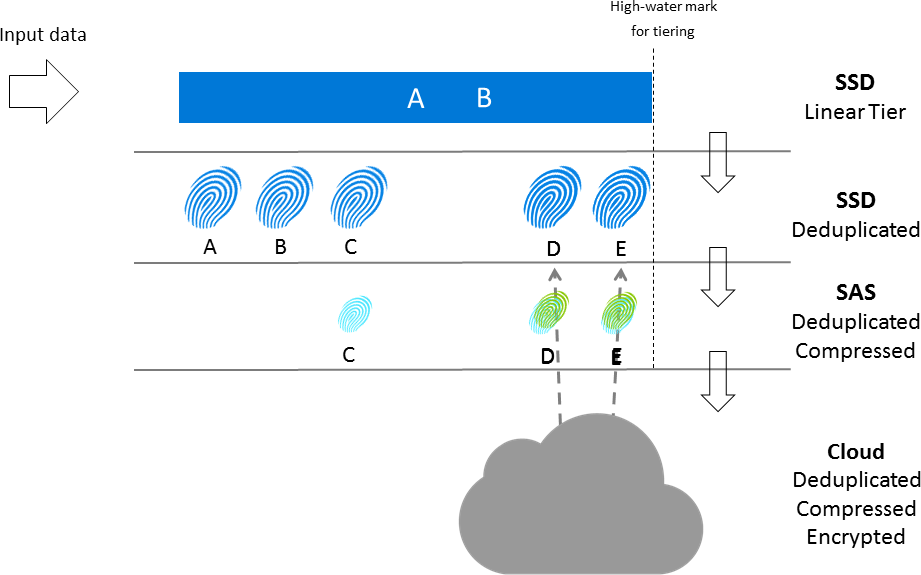 High-water mark
for tiering
Input data
A B
SSD
Linear Tier
A B C D E
SSD
Deduplicated
C D E
SAS
Deduplicated
Compressed
Cloud
Deduplicated
Compressed
Encrypted